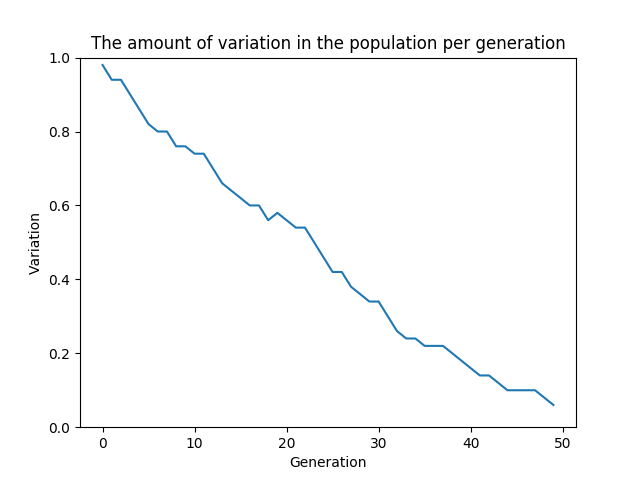 The amount of variation in the population per generation
1.0
0.8
0.6
0.4
0.2
0.0
Variation
0 10 20 30 40 50
Generation